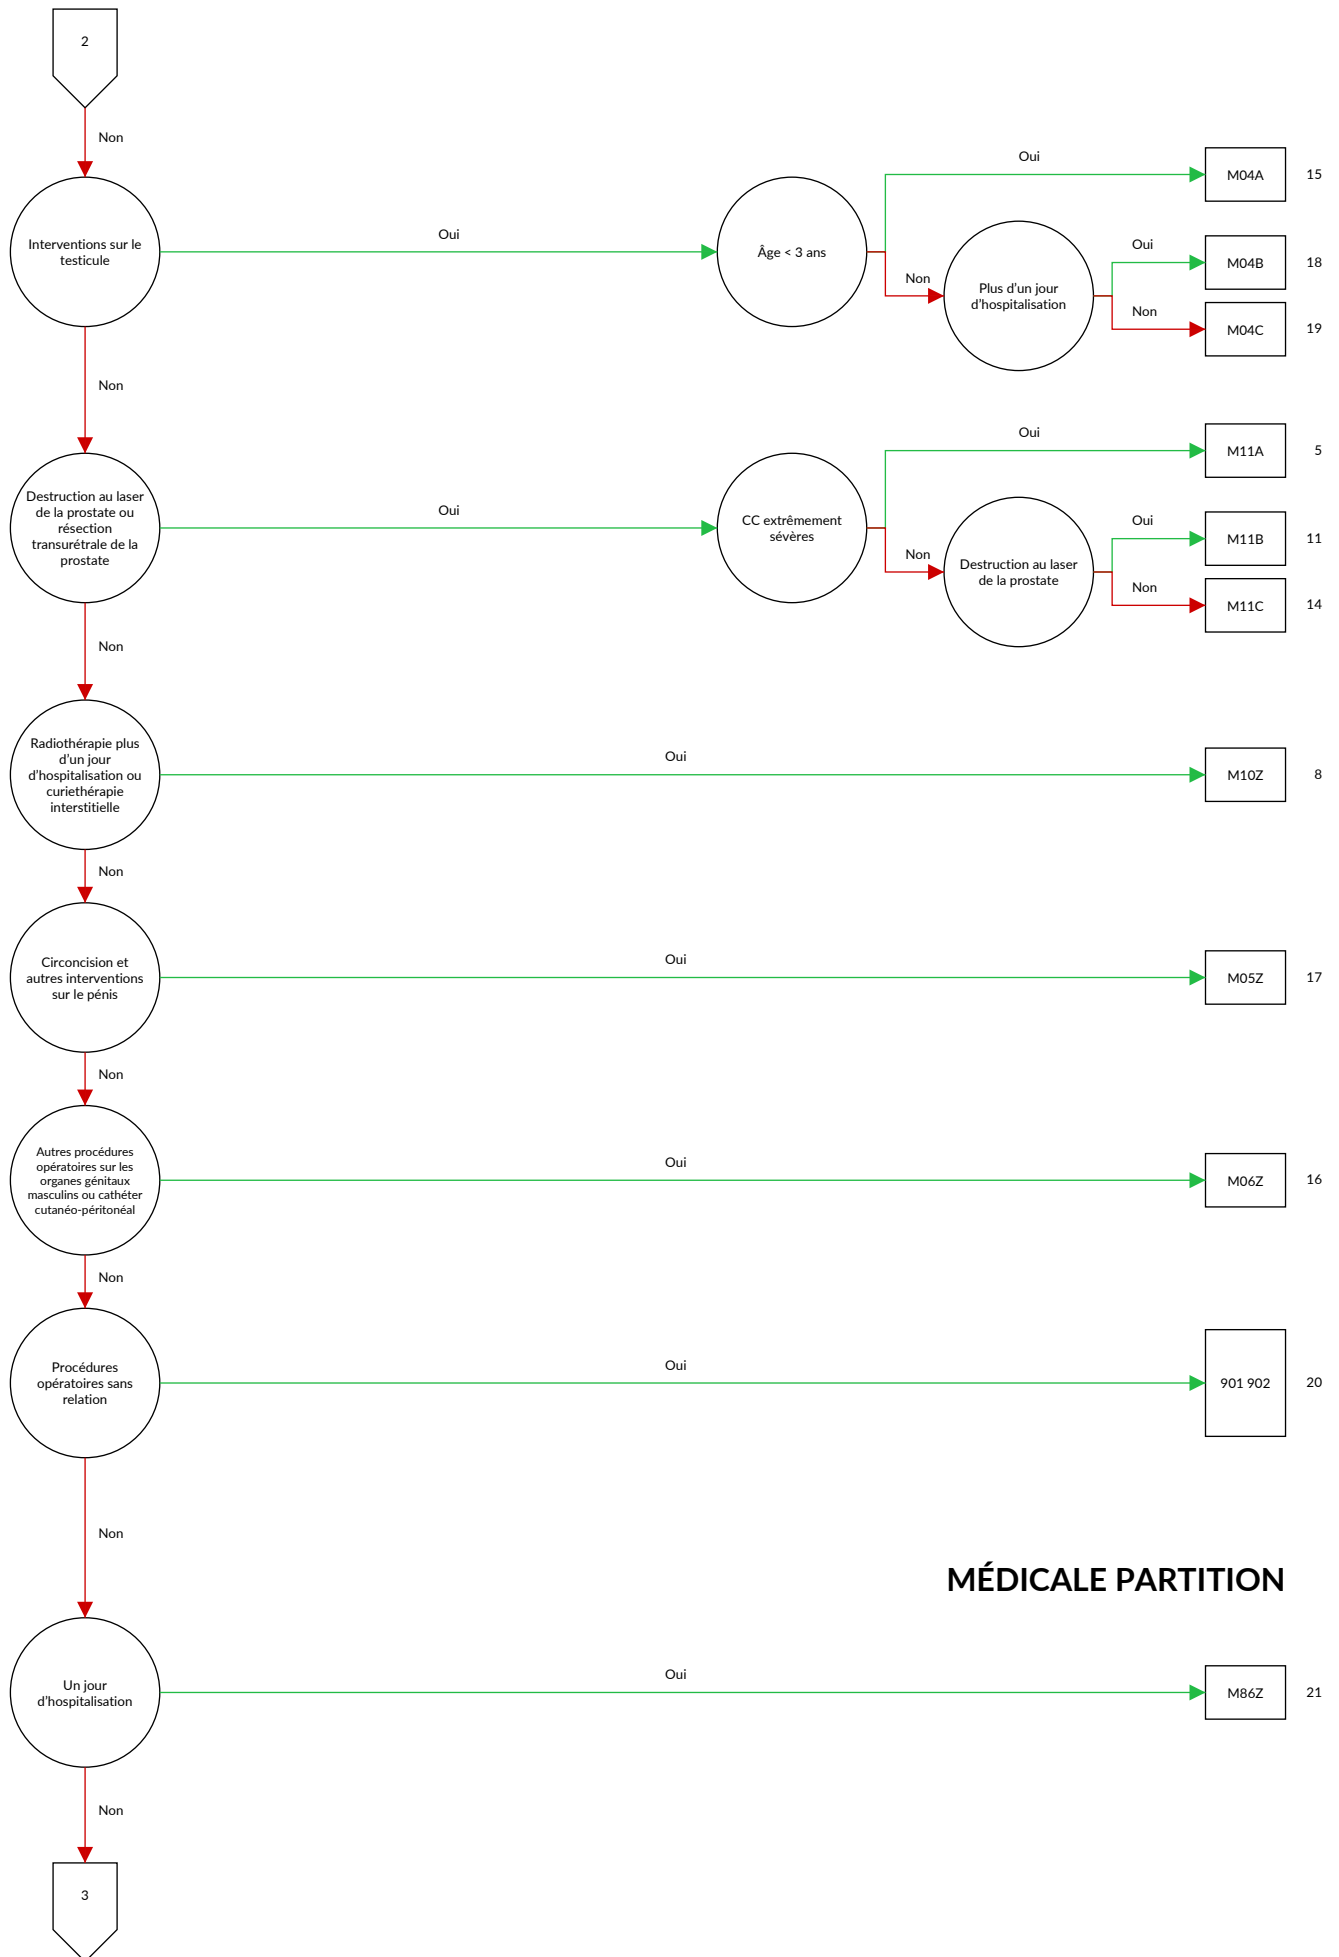 2
Non
Oui
M04A
15
Interventions sur le
testicule
Oui
Âge < 3 ans
Non
Plus d’un jour
d’hospitalisation
Oui
M04B
18
Non
M04C
19
Non
Oui
M11A
5
Destruction au laser
de la prostate ou
résection
transurétrale de la
prostate
Oui
CC extrêmement
sévères
Non
Destruction au laser
de la prostate
Oui
M11B
11
Non
M11C
14
Non
Radiothérapie plus
d’un jour
d’hospitalisation ou
curiethérapie
interstitielle
Oui
M10Z
8
Non
Circoncision et
autres interventions
sur le pénis
Oui
M05Z
17
Non
Autres procédures
opératoires sur les
organes génitaux
masculins ou cathéter
cutanéo-péritonéal
Oui
M06Z
16
Non
Procédures
opératoires sans
relation
Oui
901 902
20
Non
MÉDICALE PARTITION
Un jour
d’hospitalisation
Oui
M86Z
21
Non
3